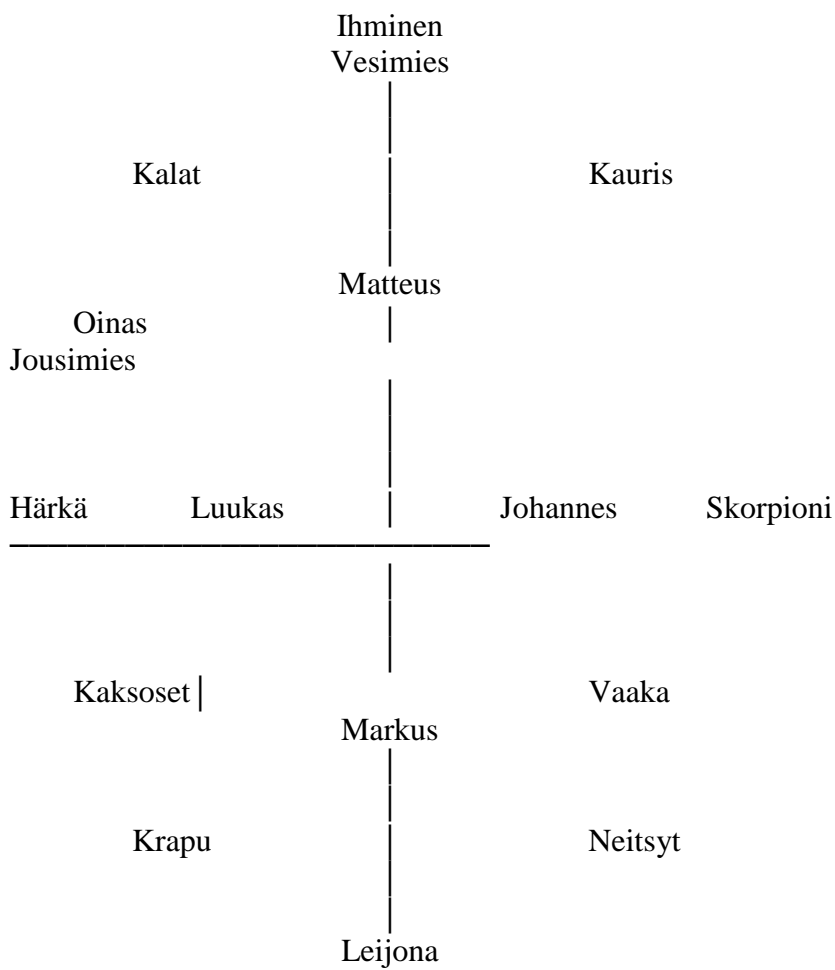 Ihminen
Vesimies
Kalat Kauris
Matteus
Oinas
Jousimies
Härkä Luukas Johannes Skorpioni
Kaksoset Vaaka
Markus
Krapu Neitsyt
Leijona